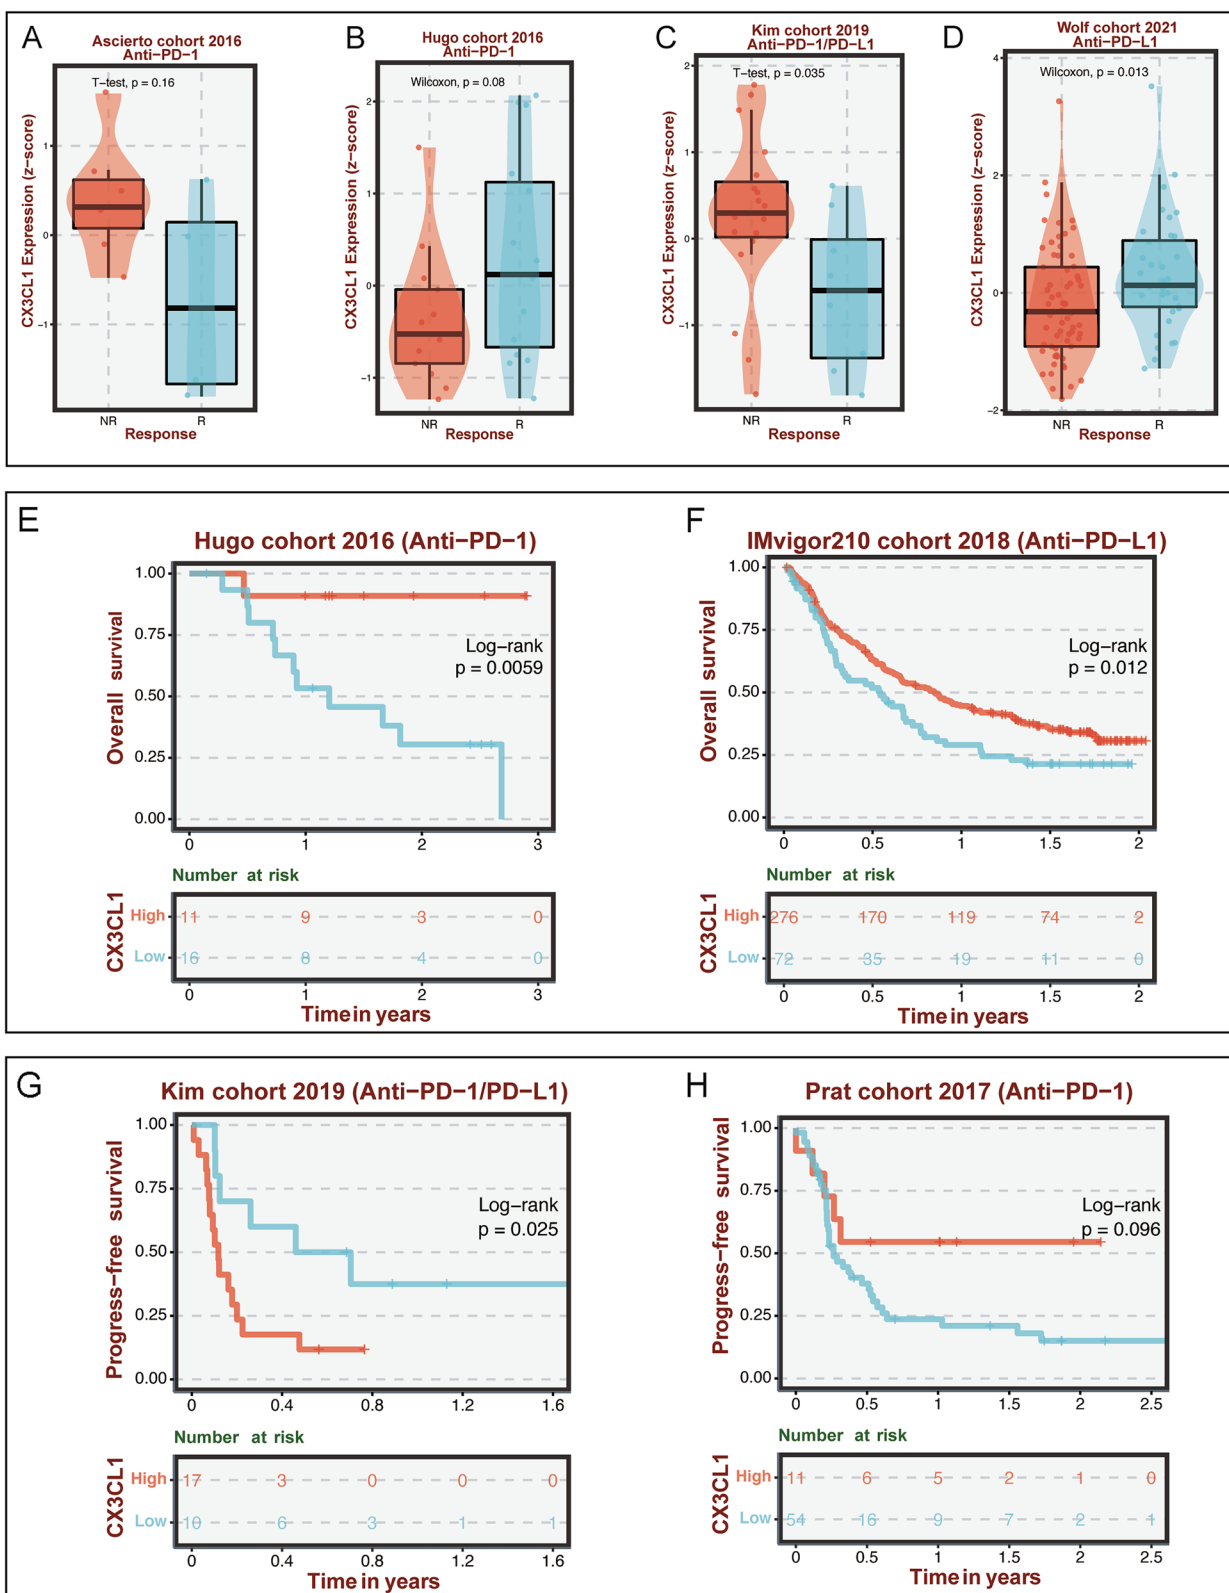 A
Ascierto cohort 2016
Anti-PD-1
T-test, p = 0.16
CX3CL1 Expression (z-score)
1
0
-1
NR R
Response
B
Hugo cohort 2016
Anti-PD-1
Wilcoxon, p = 0.08
CX3CL1 Expression (z-score)
2
1
0
-1
NR R
Response
C
Kim cohort 2019
Anti-PD-1/PD-L1
T-test, p = 0.035
CX3CL1 Expression (z-score)
2
1
0
-1
NR R
Response
D
Wolf cohort 2021
Anti-PD-L1
Wilcoxon, p = 0.013
CX3CL1 Expression (z-score)
4
2
0
-2
NR R
Response
E
Hugo cohort 2016 (Anti-PD-1)
Overall survival
1.00
0.75
0.50
0.25
0.00
Log-rank
p = 0.0059
0 1 2 3
Number at risk
CX3CL1
High 11 9 3 0
Low 16 8 4 0
0 1 2 3
Time in years
F
IMvigor210 cohort 2018 (Anti-PD-L1)
Overall survival
1.00
0.75
0.50
0.25
0.00
Log-rank
p = 0.012
0 0.5 1 1.5 2
Number at risk
CX3CL1
High 276 170 119 74 2
Low 72 35 19 11 0
0 0.5 1 1.5 2
Time in years
G
Kim cohort 2019 (Anti-PD-1/PD-L1)
Progress-free survival
1.00
0.75
0.50
0.25
0.00
Log-rank
p = 0.025
0 0.4 0.8 1.2 1.6
Number at risk
CX3CL1
High 17 3 0 0 0
Low 10 6 3 1 1
0 0.4 0.8 1.2 1.6
Time in years
H
Prat cohort 2017 (Anti-PD-1)
Progress-free survival
1.00
0.75
0.50
0.25
0.00
Log-rank
p = 0.096
0 0.5 1 1.5 2 2.5
Number at risk
CX3CL1
High 11 6 5 2 1 0
Low 54 16 9 7 2 1
0 0.5 1 1.5 2 2.5
Time in years